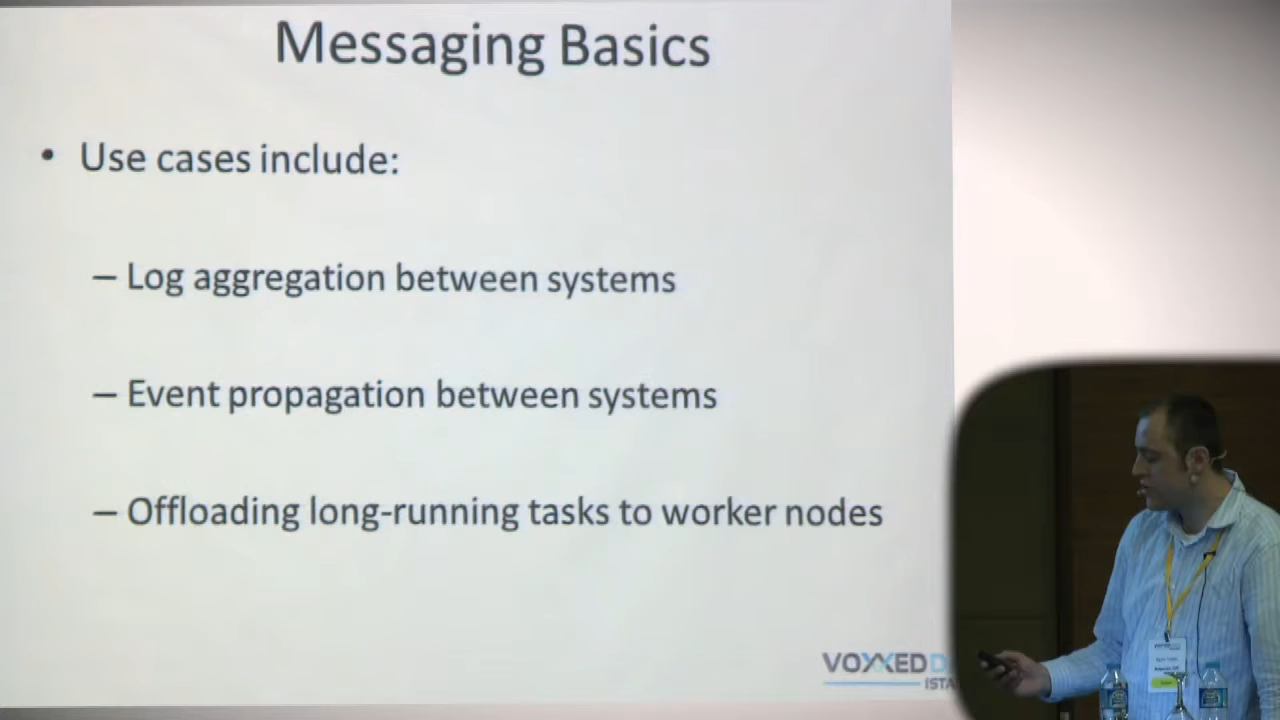 Messaging Basics
• Use cases include:
– Log aggregation between systems
– Event propagation between systems
– Offloading long-running tasks to worker nodes
VOXXED D
ISTA